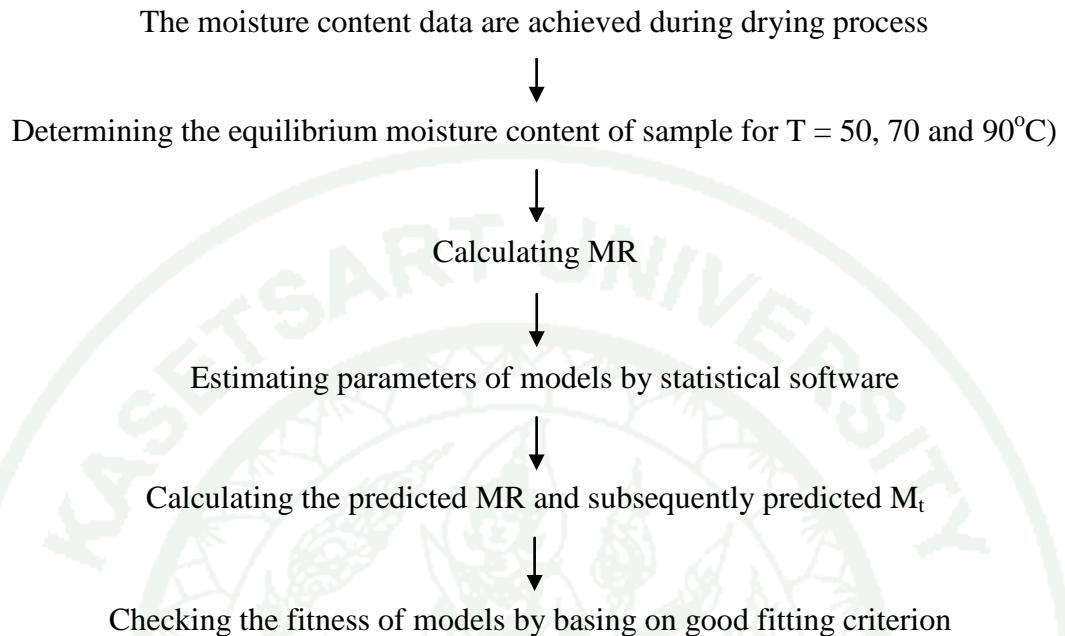 The moisture content data are achieved during drying process
Determining the equilibrium moisture content of sample for T = 50, 70 and 90°C)
Calculating MR
Estimating parameters of models by statistical software
Calculating the predicted MR and subsequently predicted Mt
Checking the fitness of models by basing on good fitting criterion
KASETSART UNIVERSITY